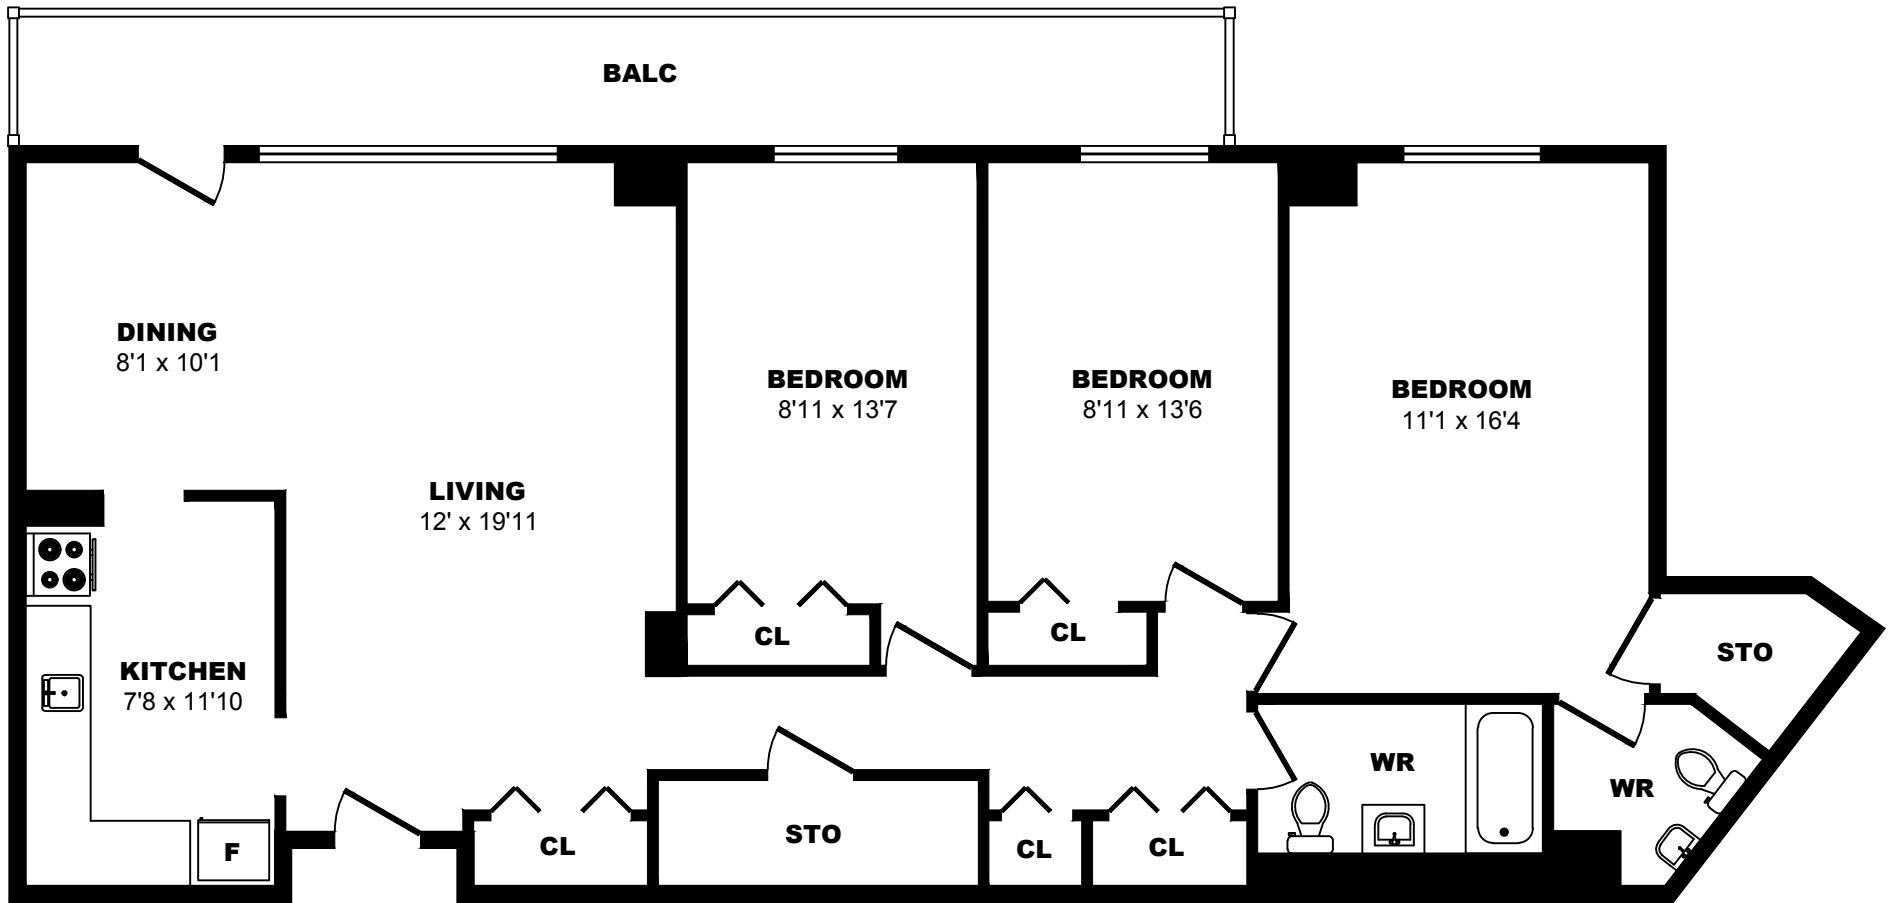 BALC
DINING
8'1 x 10'1
BEDROOM
8'11 x 13'7
BEDROOM
8'11 x 13'6
BEDROOM
11'1 x 16'4
LIVING
12' x 19'11
CL
CL
STO
KITCHEN
7'8 x 11'10
WR
WR
F
CL
STO
CL
CL